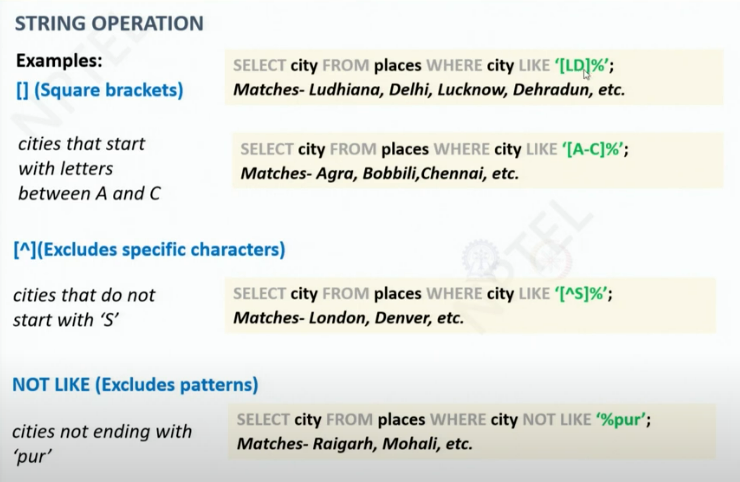 STRING OPERATION
Examples:
[] (Square brackets)
SELECT city FROM places WHERE city LIKE ‘[LD]%’;
Matches- Ludhiana, Delhi, Lucknow, Dehradun, etc.
cities that start
with letters
between A and C
SELECT city FROM places WHERE city LIKE ‘[A-C]%’;
Matches- Agra, Bobbili,Chennai, etc.
[^](Excludes specific characters)
cities that do not
start with ‘S’
SELECT city FROM places WHERE city LIKE ‘[^S]%’;
Matches- London, Denver, etc.
NOT LIKE (Excludes patterns)
cities not ending with
‘pur’
SELECT city FROM places WHERE city NOT LIKE ‘%pur’;
Matches- Raigarh, Mohali, etc.
NPTEL
NPTEL